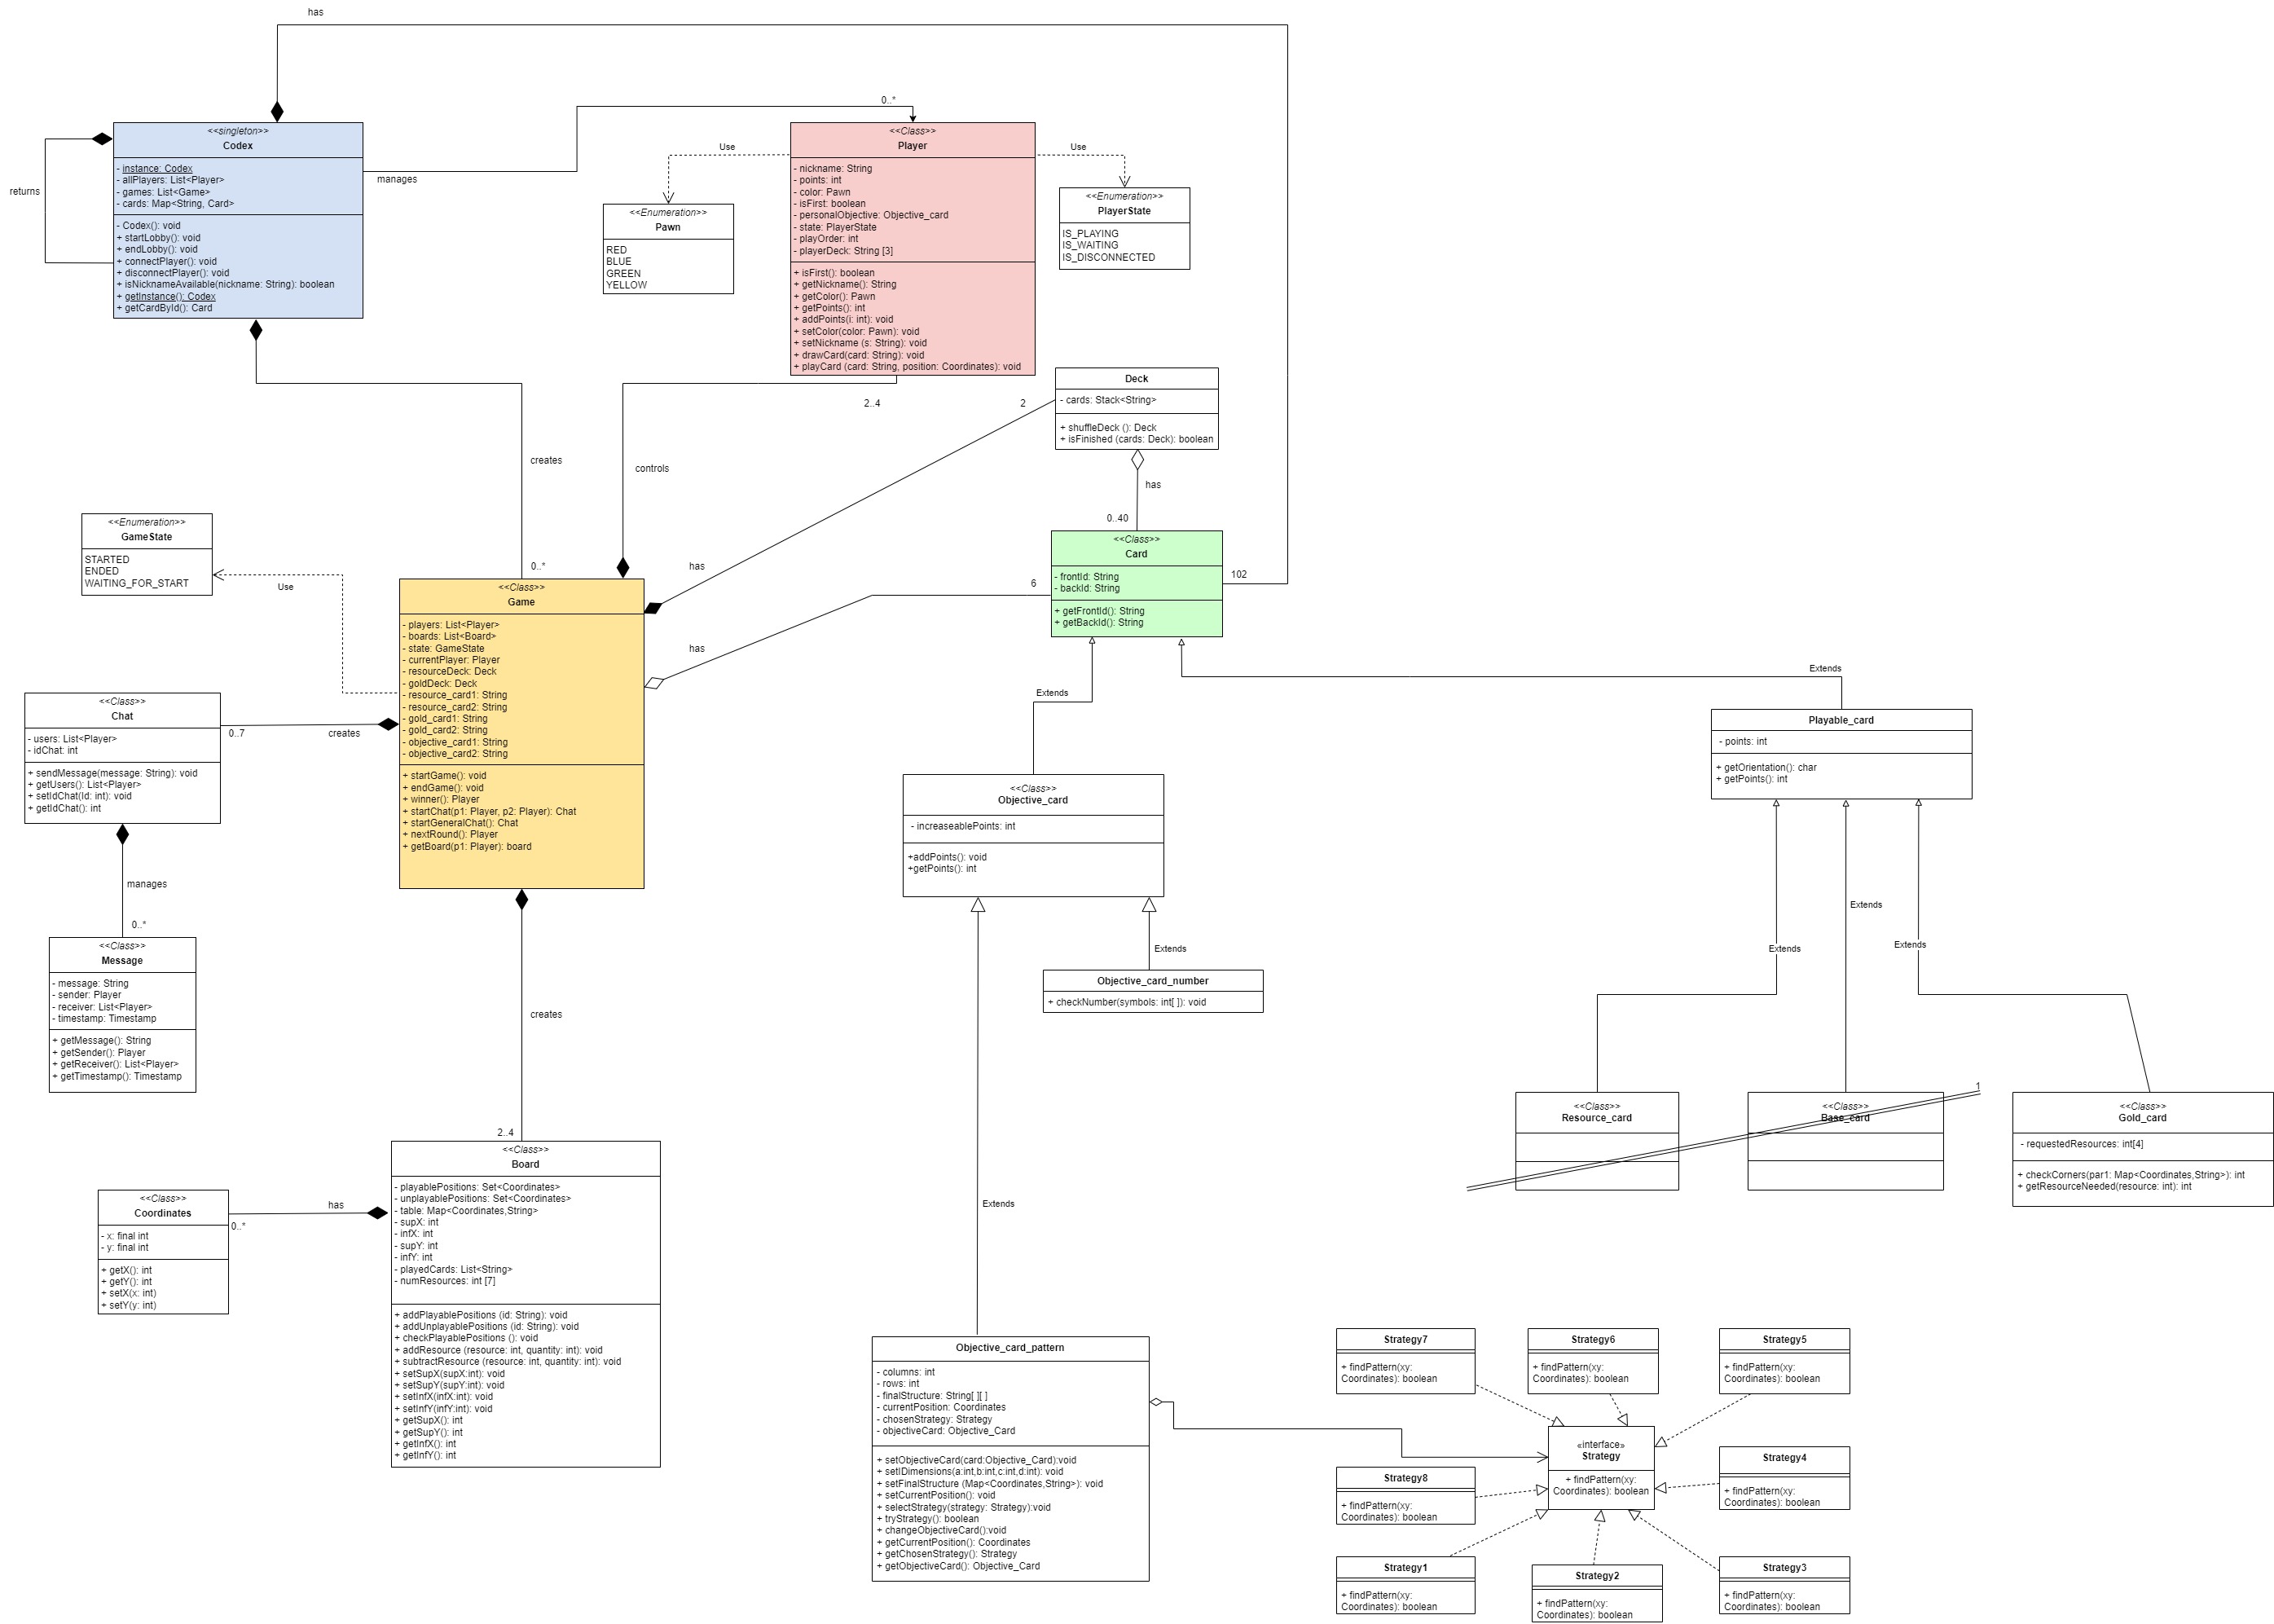 has
<<singleton>>
Codex
- instance: Codex
- allPlayers: List<Player>
- games: List<Game>
- cards: Map<String, Card>
- Codex(): void
+ startLobby(): void
+ endLobby(): void
+ connectPlayer(): void
+ disconnectPlayer(): void
+ isNicknameAvailable(nickname: String): boolean
+ getInstance(): Codex
+ getCardById(): Card
returns
manages
0..*
<<Class>>
Player
- nickname: String
- points: int
- color: Pawn
- isFirst: boolean
- personalObjective: Objective_card
- state: PlayerState
- playOrder: int
- playerDeck: String [3]
+ isFirst(): boolean
+ getNickname(): String
+ getColor(): Pawn
+ getPoints(): int
+ addPoints(i: int): void
+ setColor(color: Pawn): void
+ setNickname (s: String): void
+ drawCard(card: String): void
+ playCard (card: String, position: Coordinates): void
Use
<<Enumeration>>
Pawn
RED
BLUE
GREEN
YELLOW
Use
<<Enumeration>>
PlayerState
IS_PLAYING
IS_WAITING
IS_DISCONNECTED
2..4
2
Deck
- cards: Stack<String>
+ shuffleDeck (): Deck
+ isFinished (cards: Deck): boolean
has
0..40
creates
controls
0..*
has
6
has
102
<<Class>>
Card
- frontId: String
- backId: String
+ getFrontId(): String
+ getBackId(): String
<<Enumeration>>
GameState
STARTED
ENDED
WAITING_FOR_START
Use
<<Class>>
Game
- players: List<Player>
- boards: List<Board>
- state: GameState
- currentPlayer: Player
- resourceDeck: Deck
- goldDeck: Deck
- resource_card1: String
- resource_card2: String
- gold_card1: String
- gold_card2: String
- objective_card1: String
- objective_card2: String
+ startGame(): void
+ endGame(): void
+ winner(): Player
+ startChat(p1: Player, p2: Player): Chat
+ startGeneralChat(): Chat
+ nextRound(): Player
+ getBoard(p1: Player): board
<<Class>>
Chat
- users: List<Player>
- idChat: int
+ sendMessage(message: String): void
+ getUsers(): List<Player>
+ setIdChat(Id: int): void
+ getIdChat(): int
0..7
creates
manages
0..*
<<Class>>
Message
- message: String
- sender: Player
- receiver: List<Player>
- timestamp: Timestamp
+ getMessage(): String
+ getSender(): Player
+ getReceiver(): List<Player>
+ getTimestamp(): Timestamp
creates
2..4
<<Class>>
Board
- playablePositions: Set<Coordinates>
- unplayablePositions: Set<Coordinates>
- table: Map<Coordinates,String>
- supX: int
- infX: int
- supY: int
- infY: int
- playedCards: List<String>
- numResources: int [7]
+ addPlayablePositions (id: String): void
+ addUnplayablePositions (id: String): void
+ checkPlayablePositions (): void
+ addResource (resource: int, quantity: int): void
+ subtractResource (resource: int, quantity: int): void
+ setSupX(supX:int): void
+ setSupY(supY:int): void
+ setInfX(infX:int): void
+ setInfY(infY:int): void
+ getSupX(): int
+ getSupY(): int
+ getInfX(): int
+ getInfY(): int
has
0..*
<<Class>>
Coordinates
- x: final int
- y: final int
+ getX(): int
+ getY(): int
+ setX(x: int)
+ setY(y: int)
Extends
Extends
<<Class>>
Objective_card
- increaseablePoints: int
+addPoints(): void
+getPoints(): int
Extends
Objective_card_number
+ checkNumber(symbols: int[ ]): void
Extends
Playable_card
- points: int
+ getOrientation(): char
+ getPoints(): int
Extends
Extends
Extends
<<Class>>
Resource_card
<<Class>>
Base_card
1
<<Class>>
Gold_card
- requestedResources: int[4]
+ checkCorners(par1: Map<Coordinates,String>): int
+ getResourceNeeded(resource: int): int
Objective_card_pattern
- columns: int
- rows: int
- finalStructure: String[ ][ ]
- currentPosition: Coordinates
- chosenStrategy: Strategy
- objectiveCard: Objective_Card
+ setObjectiveCard(card:Objective_Card):void
+ setIDimensions(a:int,b:int,c:int,d:int): void
+ setFinalStructure (Map<Coordinates,String>): void
+ setCurrentPosition(): void
+ selectStrategy(strategy: Strategy):void
+ tryStrategy(): boolean
+ changeObjectiveCard():void
+ getCurrentPosition(): Coordinates
+ getChosenStrategy(): Strategy
+ getObjectiveCard(): Objective_Card
Strategy7
+ findPattern(xy:
Coordinates): boolean
Strategy6
+ findPattern(xy:
Coordinates): boolean
Strategy5
+ findPattern(xy:
Coordinates): boolean
«interface»
Strategy
+ findPattern(xy:
Coordinates): boolean
Strategy4
+ findPattern(xy:
Coordinates): boolean
Strategy8
+ findPattern(xy:
Coordinates): boolean
Strategy1
+ findPattern(xy:
Coordinates): boolean
Strategy2
+ findPattern(xy:
Coordinates): boolean
Strategy3
+ findPattern(xy:
Coordinates): boolean